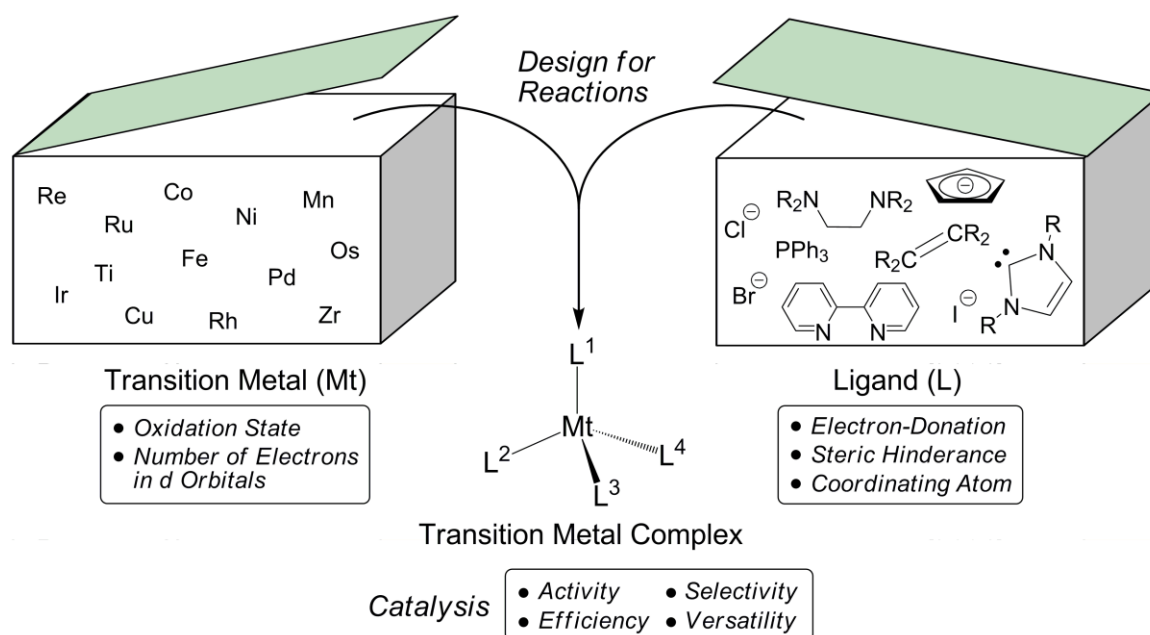 Design for
Reactions
Re
Co
Mn
Ru
Ni
Fe
Os
Ti
Pd
Ir
Cu
Rh
Zr
R₂N NR₂
⊖
Cl⊖
PPh₃
CR₂
R₂C
R
N
Br⊖
I⊖
N
R
N N
Transition Metal (Mt)
• Oxidation State
• Number of Electrons
in d Orbitals
L¹
Mt
L²
L⁴
L³
Ligand (L)
• Electron-Donation
• Steric Hinderance
• Coordinating Atom
Transition Metal Complex
Catalysis
• Activity • Selectivity
• Efficiency • Versatility